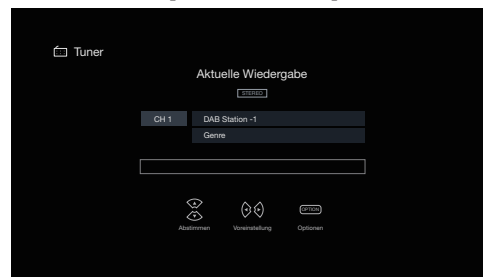 Tuner
Aktuelle Wiedergabe
STEREO
CH 1 DAB Station -1
Genre
OPTION
Abstimmen Voreinstellung Optionen